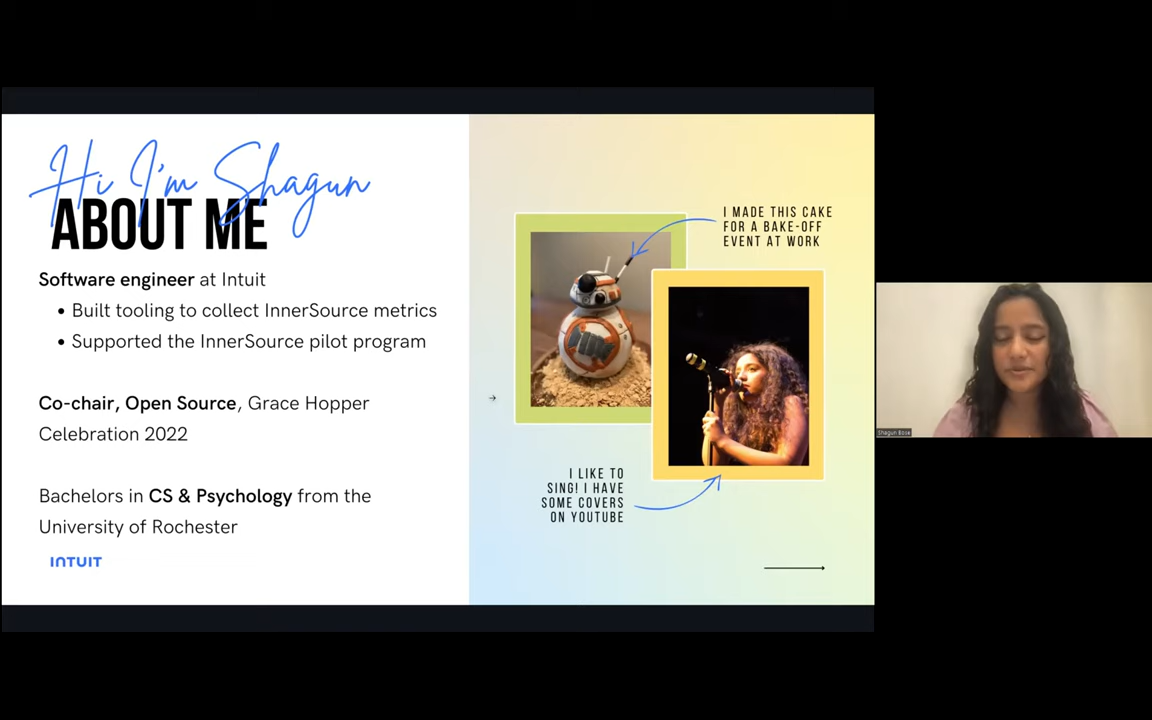 Hi I'm Shagun
ABOUT ME
Software engineer at Intuit
• Built tooling to collect InnerSource metrics
• Supported the InnerSource pilot program
Co-chair, Open Source, Grace Hopper
Celebration 2022
Bachelors in CS & Psychology from the
University of Rochester
INTUIT
I MADE THIS CAKE
FOR A BAKE-OFF
EVENT AT WORK
I LIKE TO
SING! I HAVE
SOME COVERS
ON YOUTUBE
Shagun Bose